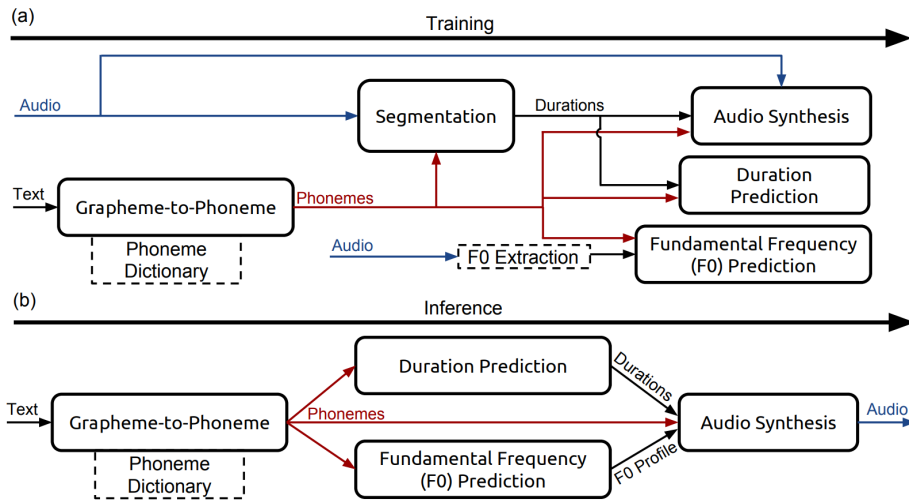 (a)
Training
Audio
Segmentation
Durations
Audio Synthesis
Text
Grapheme-to-Phoneme
Phonemes
Duration
Prediction
Phoneme
Dictionary
Audio
F0 Extraction
Fundamental Frequency
(F0) Prediction
(b)
Inference
Duration Prediction
Durations
Text
Grapheme-to-Phoneme
Phonemes
Audio Synthesis
Audio
Phoneme
Dictionary
Fundamental Frequency
(F0) Prediction
F0 Profile